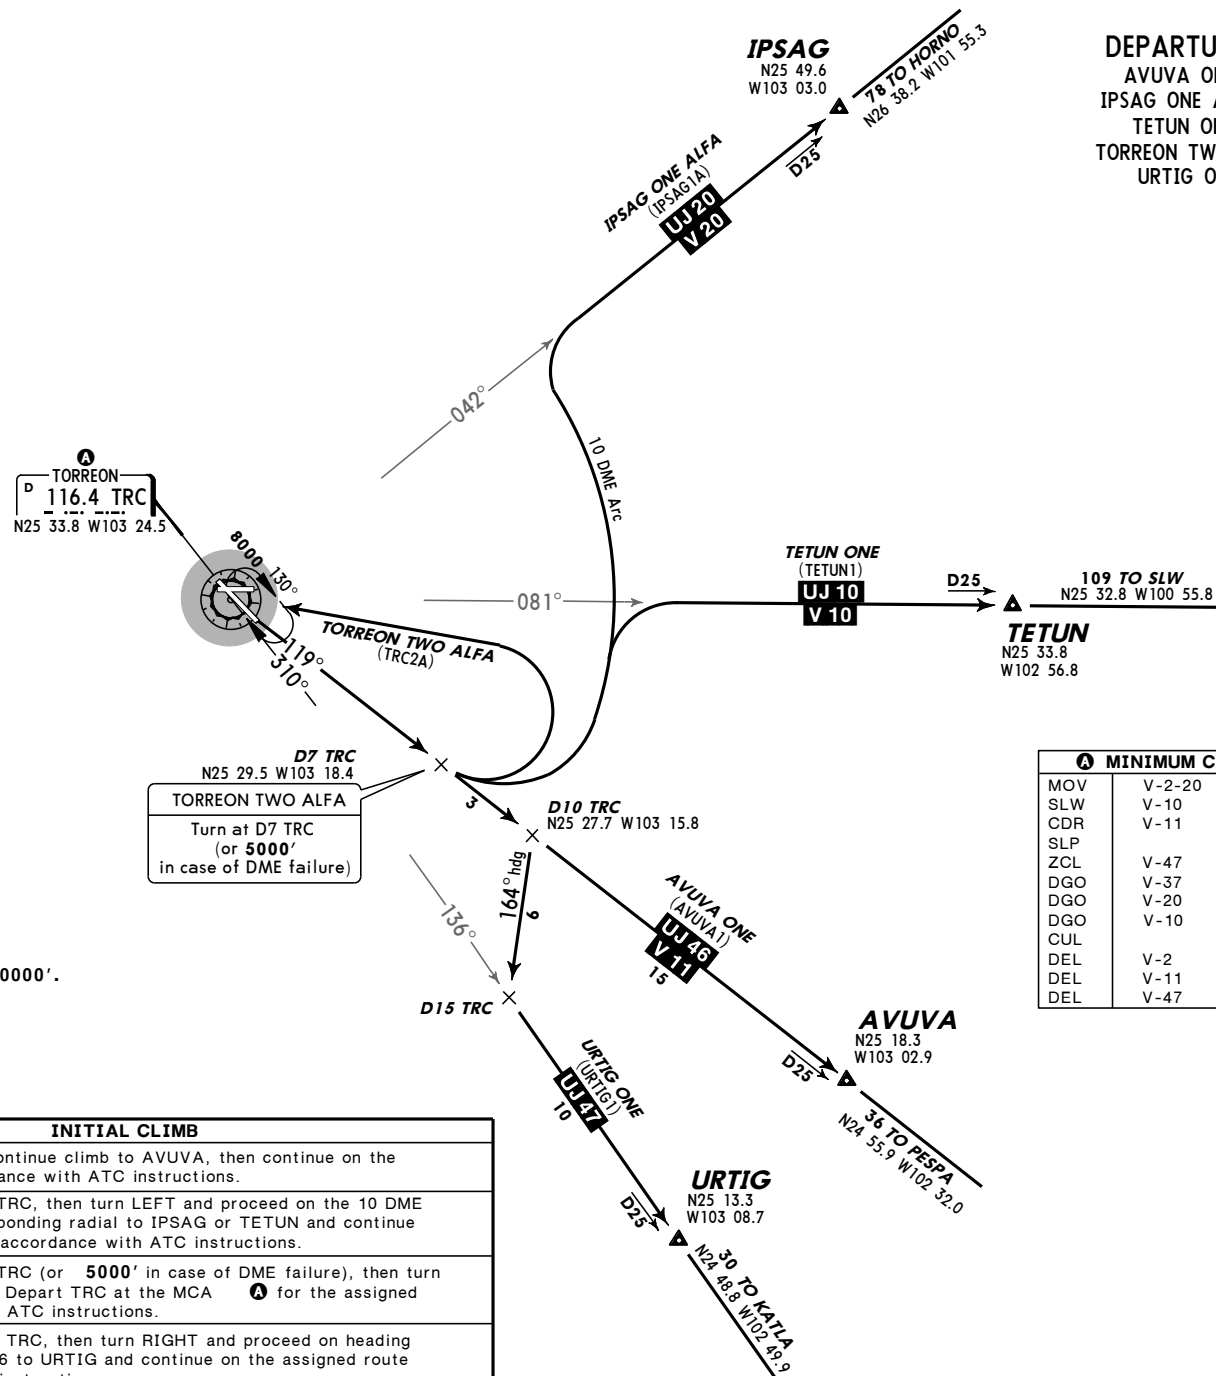 IPSAG
N25 49.6
W103 03.0
78 TO HORNO
N26 38.2 W101 55.3
DEPARTU
AVUVA O
IPSAG ONE
TETUN O
TORREON TW
URTIG O
D25
IPSAG ONE ALFA
(IPSAG1A)
UJ 20
V 20
042°
10 DME Arc
A
TORREON
D 116.4 TRC
N25 33.8 W103 24.5
8000
130°
119°
310°
TORREON TWO ALFA
(TRC2A)
081°
TETUN ONE
(TETUN1)
UJ 10
V 10
D25
109 TO SLW
N25 32.8 W100 55.8
TETUN
N25 33.8
W102 56.8
D7 TRC
N25 29.5 W103 18.4
TORREON TWO ALFA
Turn at D7 TRC
(or 5000'
in case of DME failure)
3
D10 TRC
N25 27.7 W103 15.8
164° hdg
6
136°
D15 TRC
AVUVA ONE
(AVUVA1)
UJ 46
V 11
15
D25
AVUVA
N25 18.3
W103 02.9
36 TO PESPA
N24 55.9 W102 32.0
URTIG ONE
(URTIG1)
UJ 47
10
D25
URTIG
N25 13.3
W103 08.7
30 TO KATLA
N24 48.8 W102 49.9
A MINIMUM C
MOV V-2-20
SLW V-10
CDR V-11
SLP
ZCL V-47
DGO V-37
DGO V-20
DGO V-10
CUL
DEL V-2
DEL V-11
DEL V-47
0000'.
INITIAL CLIMB
ontinue climb to AVUVA, then continue on the
ance with ATC instructions.
TRC, then turn LEFT and proceed on the 10 DME
ponding radial to IPSAG or TETUN and continue
accordance with ATC instructions.
TRC (or 5000' in case of DME failure), then turn
Depart TRC at the MCA A for the assigned
ATC instructions.
TRC, then turn RIGHT and proceed on heading
6 to URTIG and continue on the assigned route